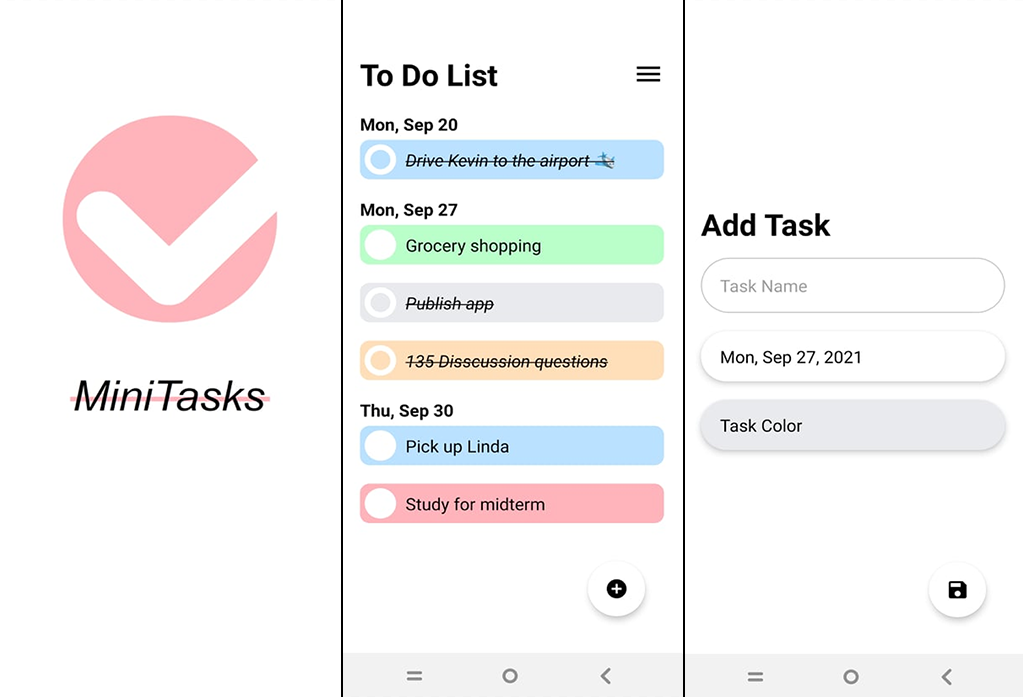 MiniTasks
To Do List
Mon, Sep 20
Drive Kevin to the airport
Mon, Sep 27
Grocery shopping
Publish app
135 Disscussion questions
Thu, Sep 30
Pick up Linda
Study for midterm
Add Task
Task Name
Mon, Sep 27, 2021
Task Color